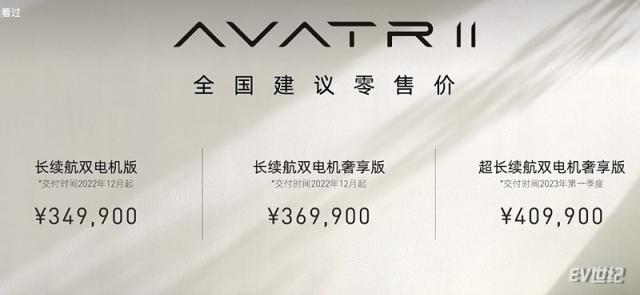 看过
AVATR 11
全国建议零售价
长续航双电机版
*交付时间2022年12月起
¥349,900
长续航双电机奢享版
*交付时间2022年12月起
¥369,900
超长续航双电机奢享版
*交付时间2023年第一季度
¥409,900
EV世纪